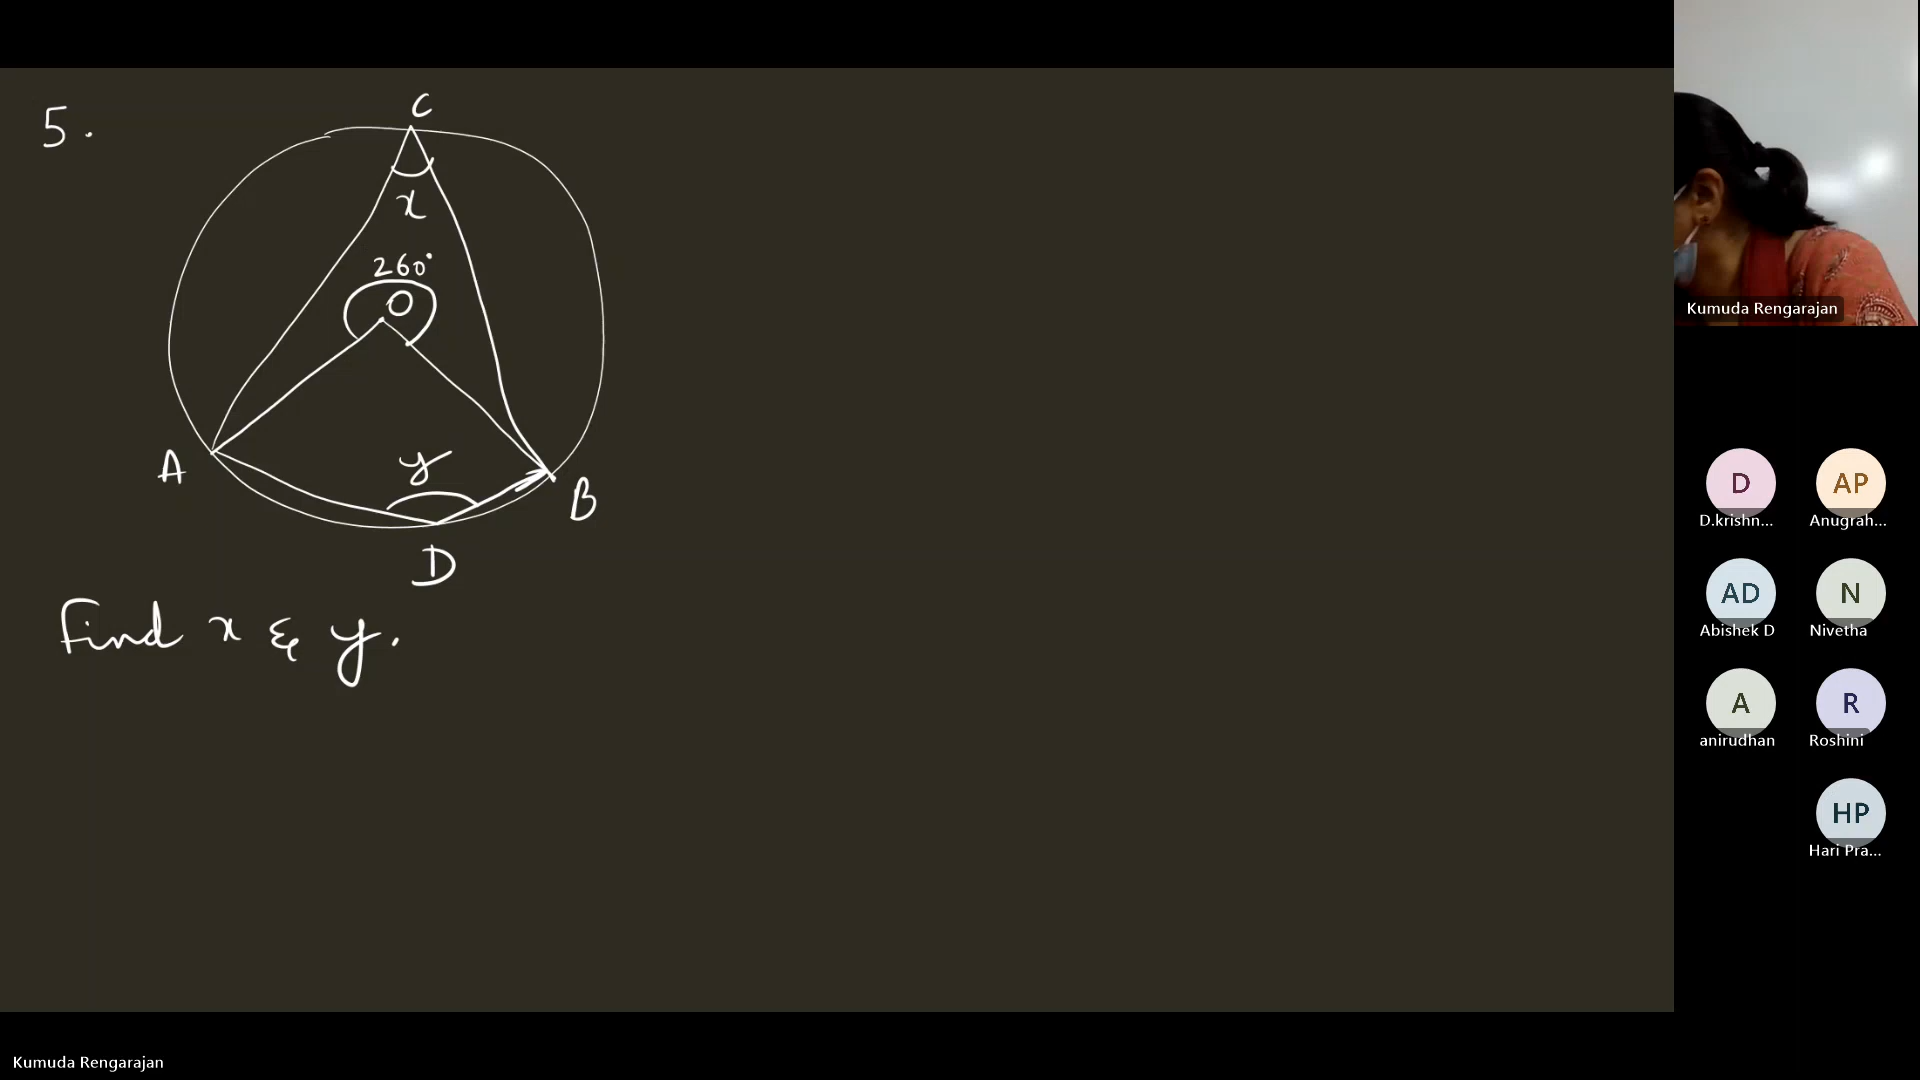 5.
C
x
260°
O
A
y
B
D
Find x & y.
Kumuda Rengarajan
D
AP
D.krishn...
Anugrah...
AD
N
Abishek D
Nivetha
A
R
anirudhan
Roshini
HP
Hari Pra...
Kumuda Rengarajan